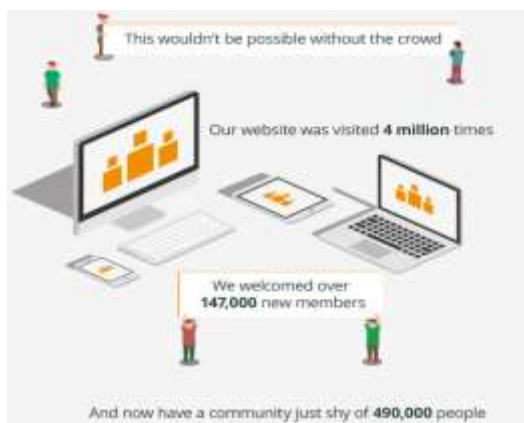 This wouldn't be possible without the crowd
Our website was visited 4 million times
We welcomed over
147,000 new members
And now have a community just shy of 490,000 people